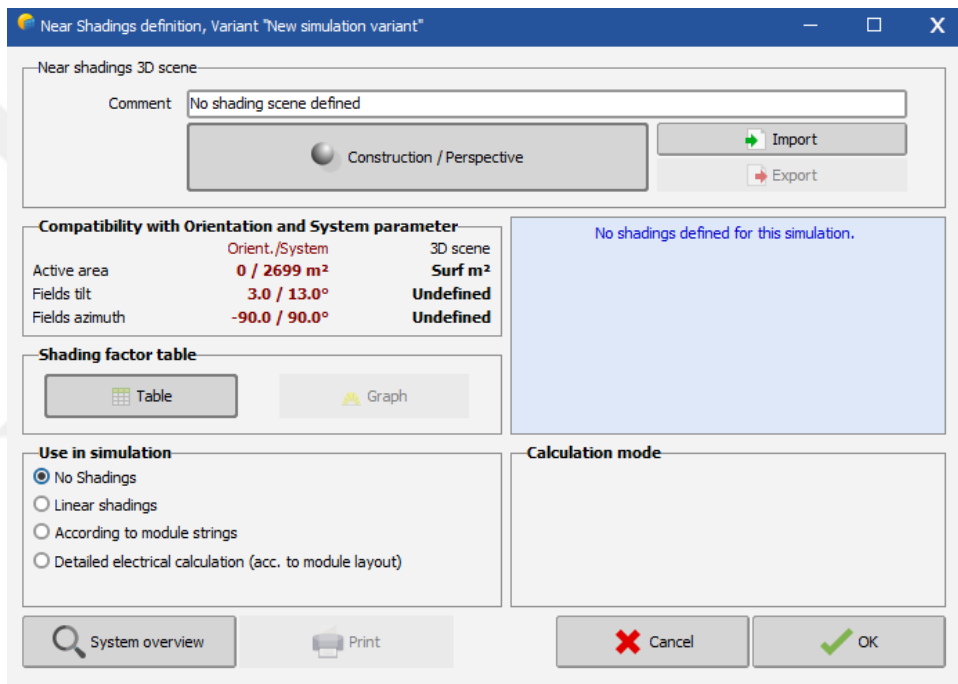 Near Shadings definition, Variant "New simulation variant"
Near shadings 3D scene
Comment No shading scene defined
Construction / Perspective
Import
Export
Compatibility with Orientation and System parameter
Orient./System 3D scene
Active area 0 / 2699 m² Surf m²
Fields tilt 3.0 / 13.0° Undefined
Fields azimuth -90.0 / 90.0° Undefined
No shadings defined for this simulation.
Shading factor table
Table Graph
Use in simulation
No Shadings
Linear shadings
According to module strings
Detailed electrical calculation (acc. to module layout)
Calculation mode
System overview Print Cancel OK